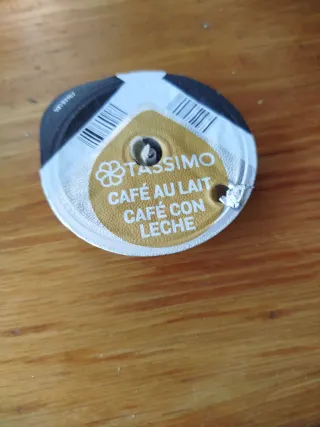 TASSIMO
CAFÉ AU LAIT
CAFÉ CON
LECHE